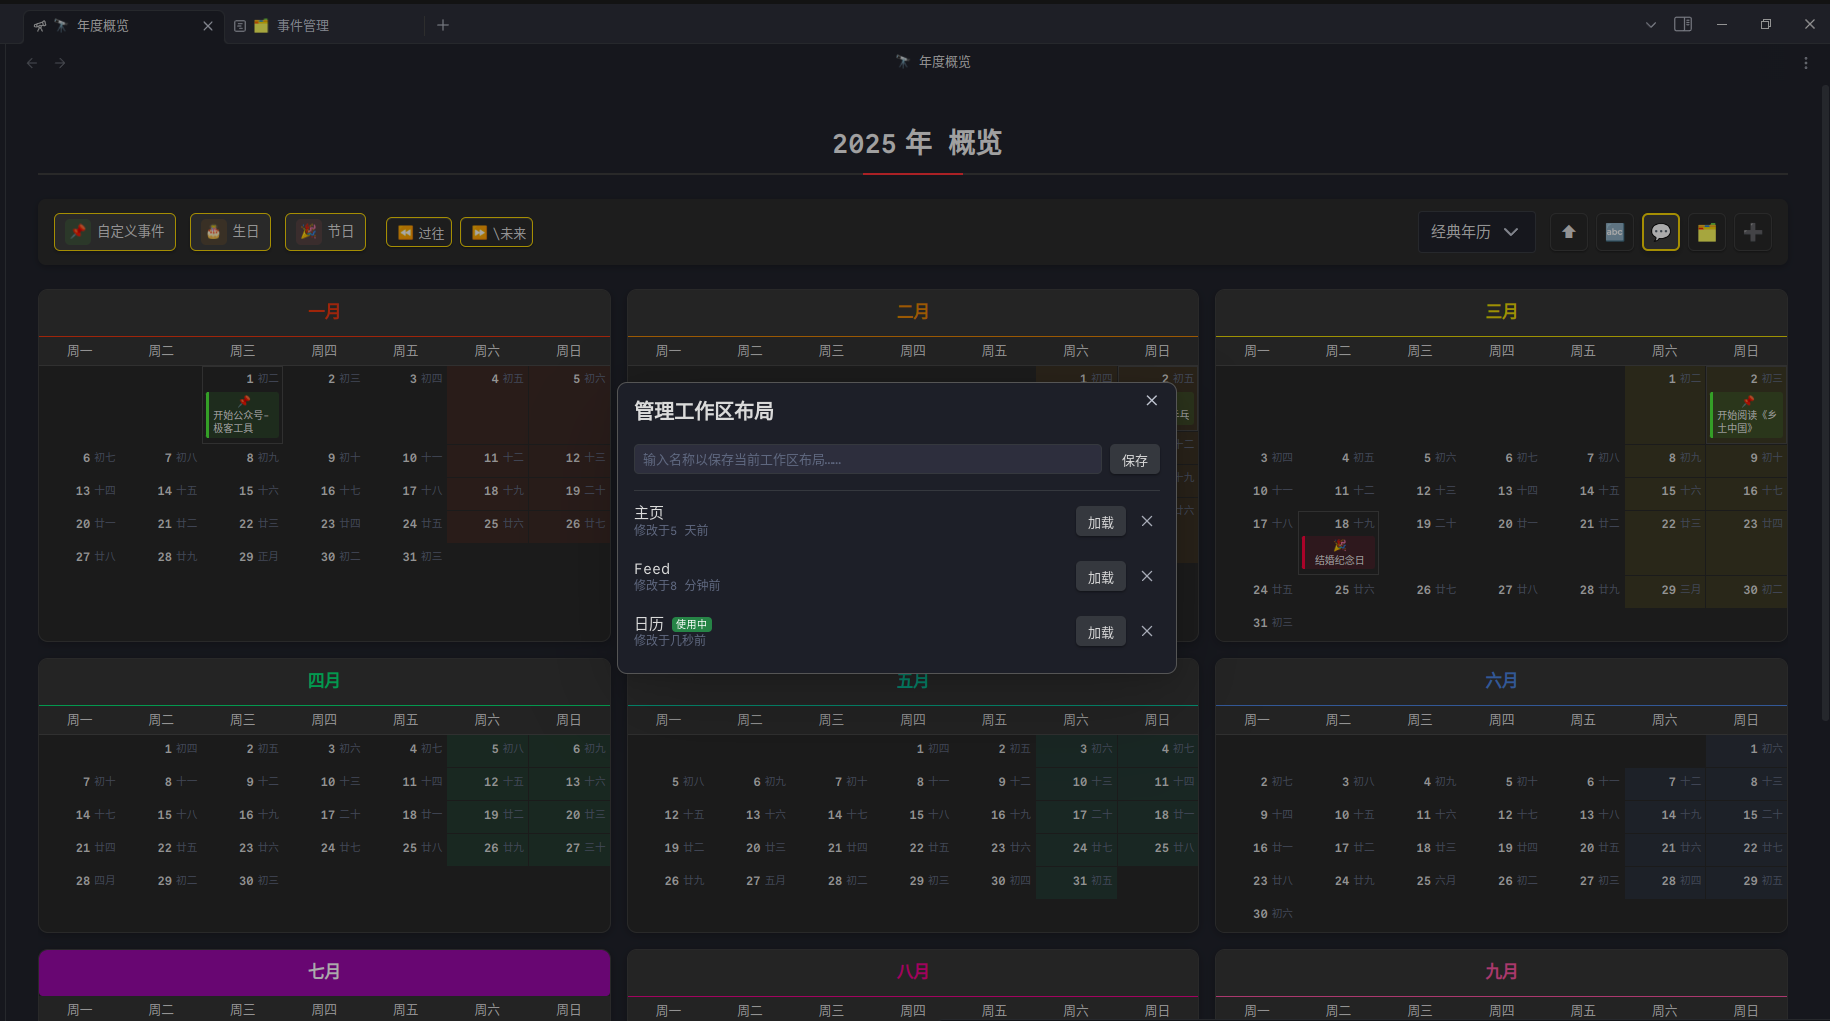 年度概览
事件管理
年度概览
2025 年 概览
自定义事件
生日
节日
过往
\未来
经典年历
abc
一月
周一 周二 周三 周四 周五 周六 周日
1 初二 2 初三 3 初四 4 初五 5 初六
开始公众号-
极客工具
6 初七 7 初八 8 初九 9 初十 10 十一 11 十二 12 十三
13 十四 14 十五 15 十六 16 十七 17 十八 18 十九 19 二十
20 廿一 21 廿二 22 廿三 23 廿四 24 廿五 25 廿六 26 廿七
27 廿八 28 廿九 29 正月 30 初二 31 初三
二月
周一 周二 周三 周四 周五 周六 周日
1 初四 2 初五
乓
十二
十九
廿六
三月
周一 周二 周三 周四 周五 周六 周日
1 初二 2 初三
开始阅读《乡
土中国》
3 初四 4 初五 5 初六 6 初七 7 初八 8 初九 9 初十
10 十一 11 十二 12 十三 13 十四 14 十五 15 十六 16 十七
17 十八 18 十九 19 二十 20 廿一 21 廿二 22 廿三 23 廿四
结婚纪念日
24 廿五 25 廿六 26 廿七 27 廿八 28 廿九 29 三月 30 初二
31 初三
管理工作区布局
输入名称以保存当前工作区布局……
保存
主页
修改于5 天前
加载
Feed
修改于8 分钟前
加载
日历 使用中
修改于几秒前
加载
四月
周一 周二 周三 周四 周五 周六 周日
1 初四 2 初五 3 初六 4 初七 5 初八 6 初九
7 初十 8 十一 9 十二 10 十三 11 十四 12 十五 13 十六
14 十七 15 十八 16 十九 17 二十 18 廿一 19 廿二 20 廿三
21 廿四 22 廿五 23 廿六 24 廿七 25 廿八 26 廿九 27 三十
28 四月 29 初二 30 初三
五月
周一 周二 周三 周四 周五 周六 周日
1 初四 2 初五 3 初六 4 初七
5 初八 6 初九 7 初十 8 十一 9 十二 10 十三 11 十四
12 十五 13 十六 14 十七 15 十八 16 十九 17 二十 18 廿一
19 廿二 20 廿三 21 廿四 22 廿五 23 廿六 24 廿七 25 廿八
26 廿九 27 五月 28 初二 29 初三 30 初四 31 初五
六月
周一 周二 周三 周四 周五 周六 周日
1 初六
2 初七 3 初八 4 初九 5 初十 6 十一 7 十二 8 十三
9 十四 10 十五 11 十六 12 十七 13 十八 14 十九 15 二十
16 廿一 17 廿二 18 廿三 19 廿四 20 廿五 21 廿六 22 廿七
23 廿八 24 廿九 25 六月 26 初二 27 初三 28 初四 29 初五
30 初六
七月
周一 周二 周三 周四 周五 周六 周日
八月
周一 周二 周三 周四 周五 周六 周日
九月
周一 周二 周三 周四 周五 周六 周日